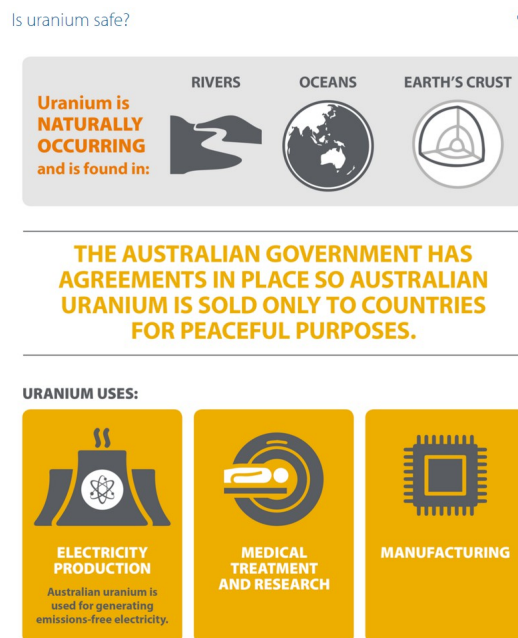 Is uranium safe?
RIVERS
OCEANS
EARTH'S CRUST
Uranium is
NATURALLY
OCCURRING
and is found in:
THE AUSTRALIAN GOVERNMENT HAS
AGREEMENTS IN PLACE SO AUSTRALIAN
URANIUM IS SOLD ONLY TO COUNTRIES
FOR PEACEFUL PURPOSES.
URANIUM USES:
ELECTRICITY
PRODUCTION
Australian uranium is
used for generating
emissions-free electricity.
MEDICAL
TREATMENT
AND RESEARCH
MANUFACTURING